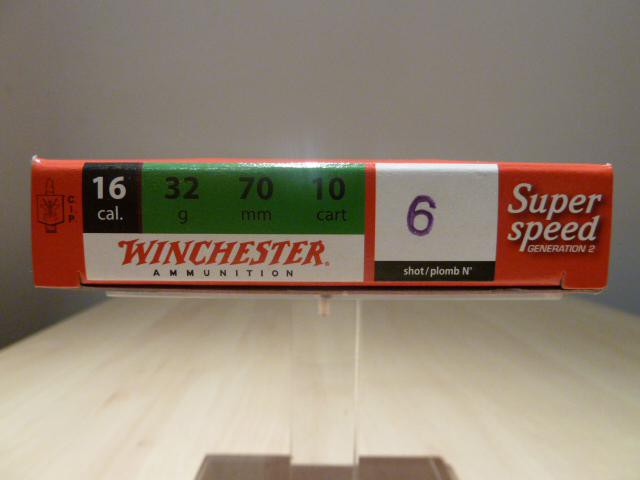 C.I.P
16
cal.
32
g
70
mm
10
cart
WINCHESTER®
AMMUNITION
6
shot/plomb N°
Super
speed
GENERATION 2